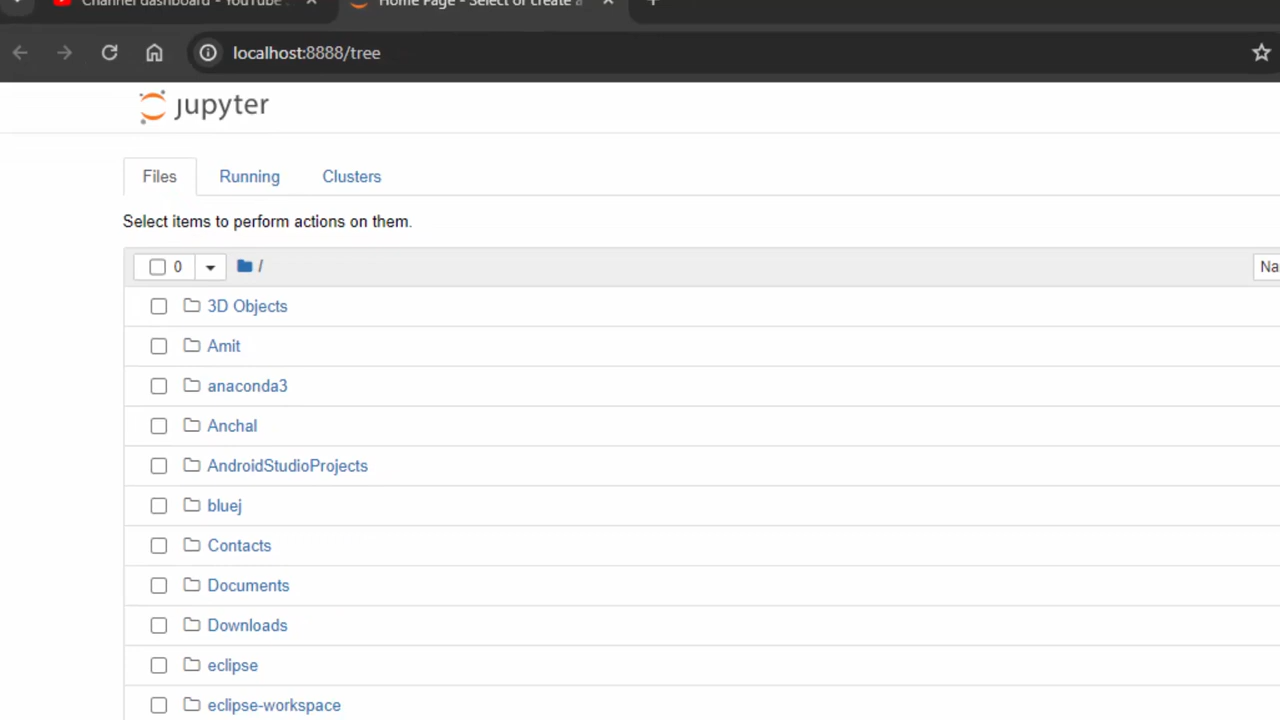 Channel dashboard - YouTube
Home Page - Select or create a
localhost:8888/tree
jupyter
Files Running Clusters
Select items to perform actions on them.
0 /
Na
3D Objects
Amit
anaconda3
Anchal
AndroidStudioProjects
bluej
Contacts
Documents
Downloads
eclipse
eclipse-workspace